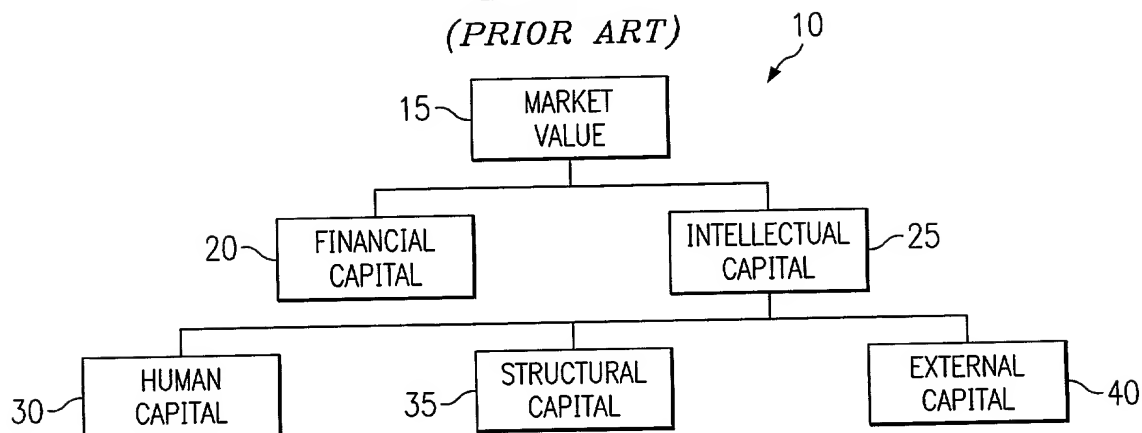 (PRIOR ART)
10
15
MARKET
VALUE
20
FINANCIAL
CAPITAL
INTELLECTUAL
CAPITAL
25
30
HUMAN
CAPITAL
35
STRUCTURAL
CAPITAL
EXTERNAL
CAPITAL
40